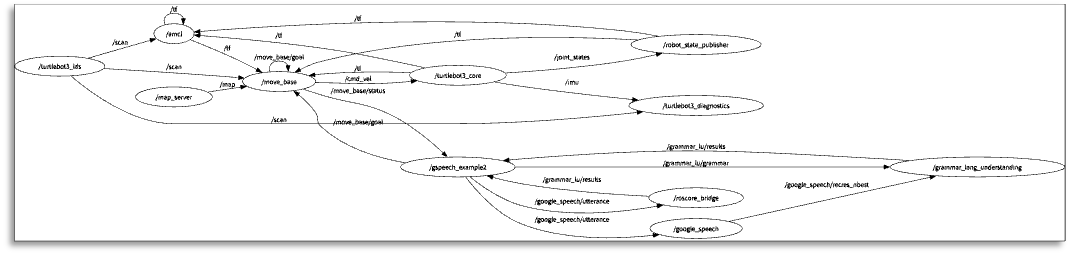 /tf
/tf
/amcl
/scan
/tf
/tf
/tf
/robot_state_publisher
/move_base/goal
/joint_states
/turtlebot3_lds
/scan
/tf
/turtlebot3_core
/move_base
/cmd_vel
/map
/imu
/map_server
/move_base/status
/turtlebot3_diagnostics
/scan
/move_base/goal
/grammar_lu/results
/gspeech_example2
/grammar_lu/grammar
/grammar_lang_understanding
/grammar_lu/results
/google_speech/recres_nbest
/google_speech/utterance
/roscore_bridge
/google_speech/utterance
/google_speech